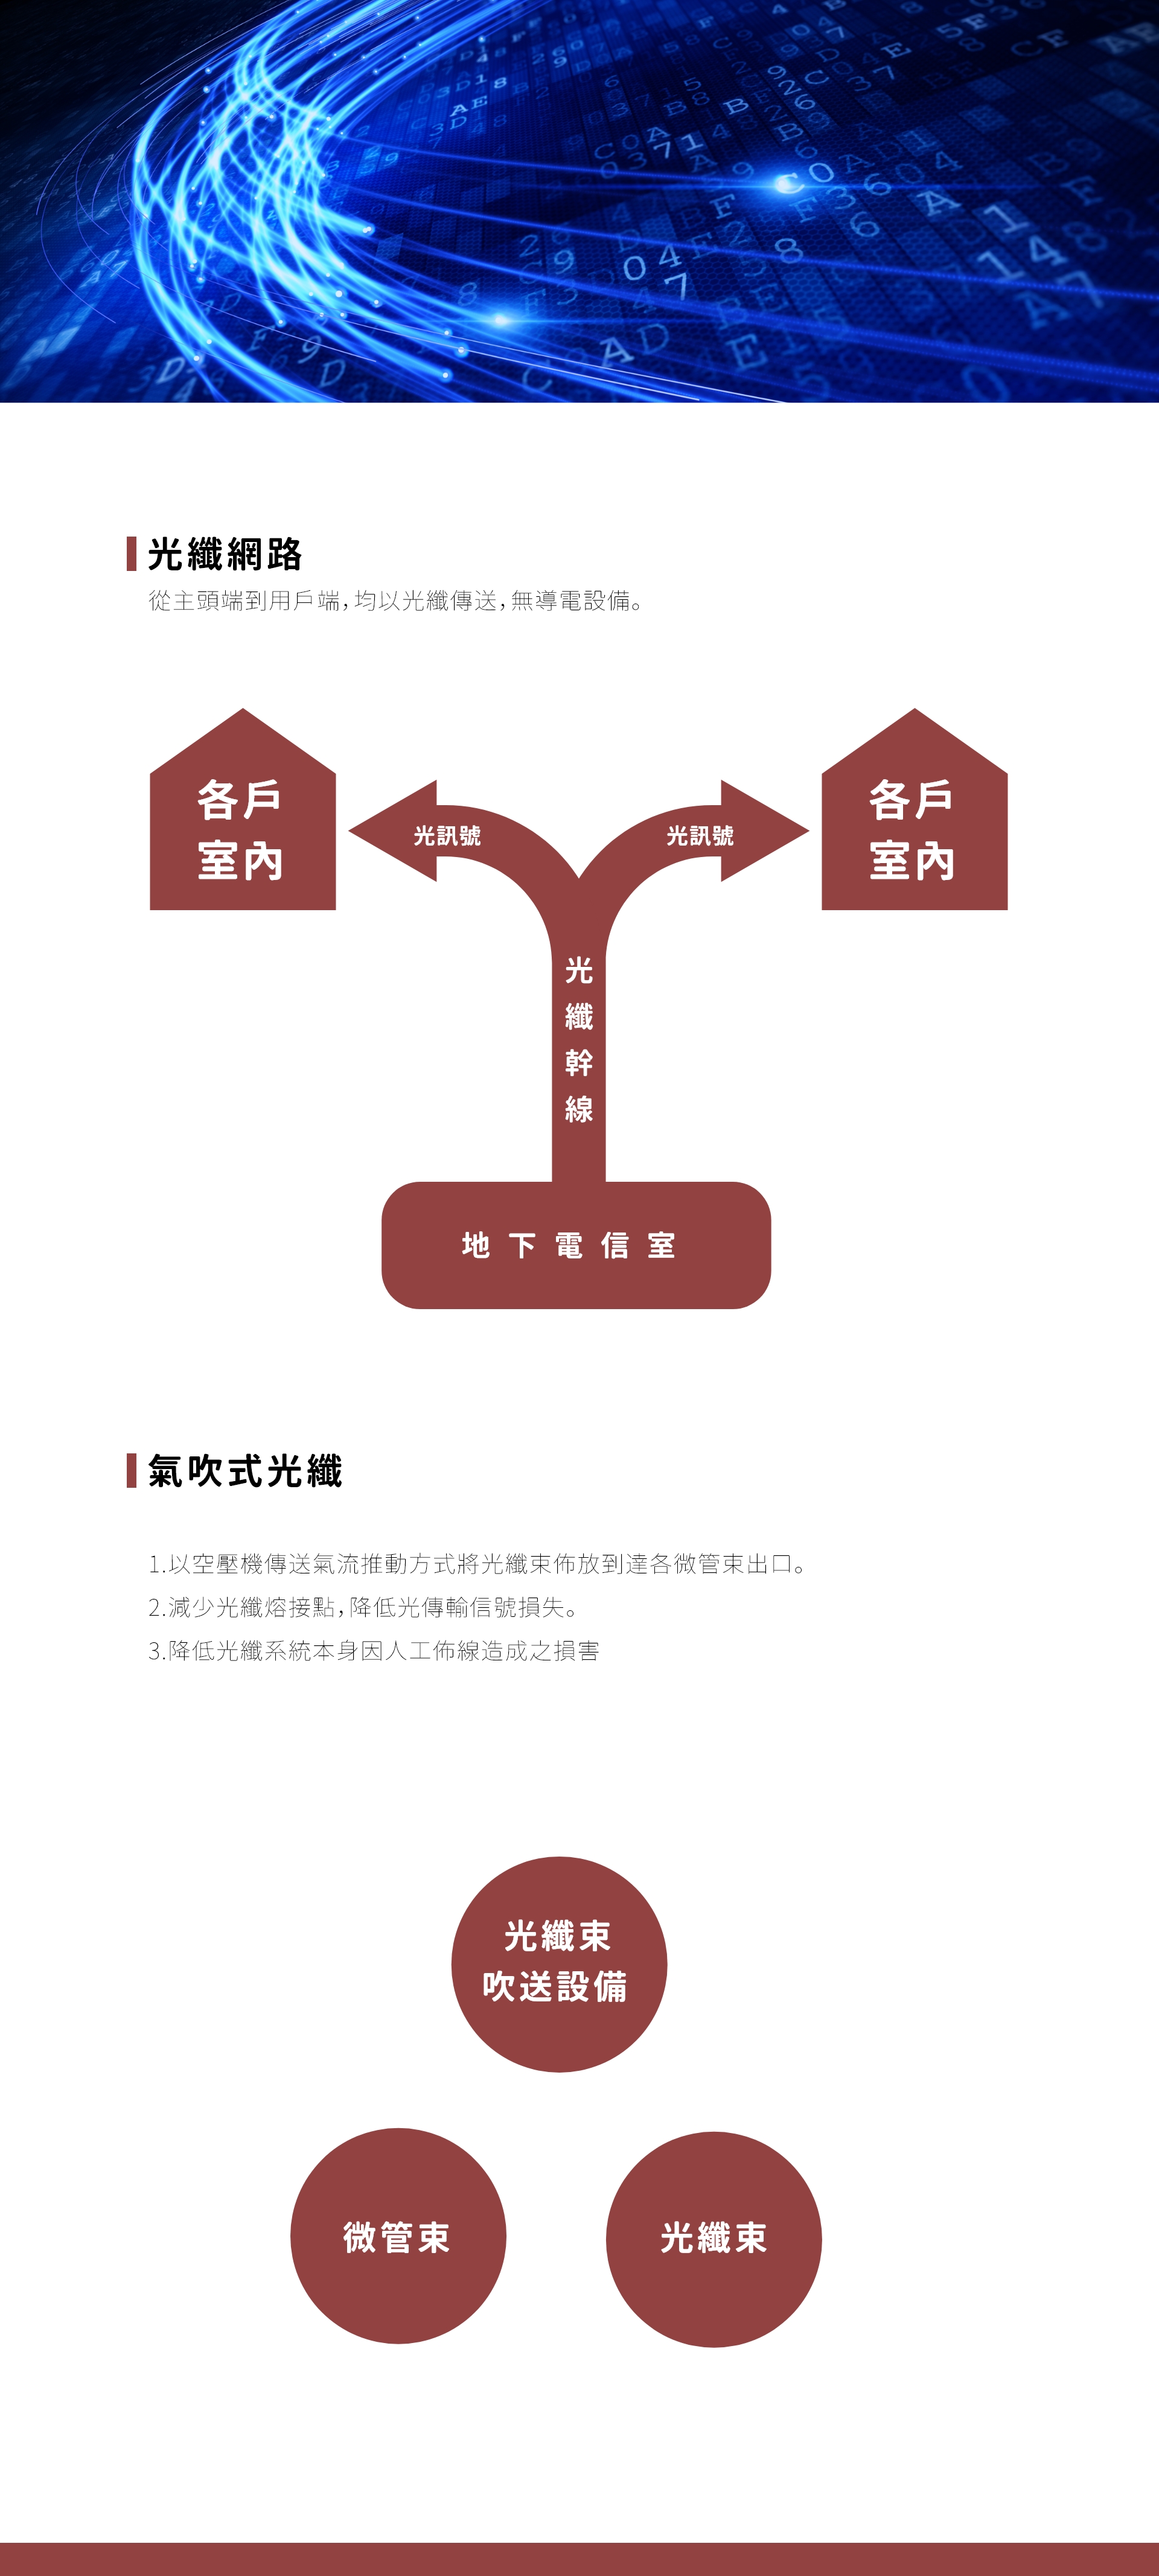 光纖網路
從主頭端到用戶端，均以光纖傳送，無導電設備。
各戶
室內
光訊號
光訊號
各戶
室內
光纖幹線
地下電信室
氣吹式光纖
1.以空壓機傳送氣流推動方式將光纖束佈放到達各微管束出口。
2.減少光纖熔接點，降低光傳輸信號損失。
3.降低光纖系統本身因人工佈線造成之損害
光纖束
吹送設備
微管束
光纖束